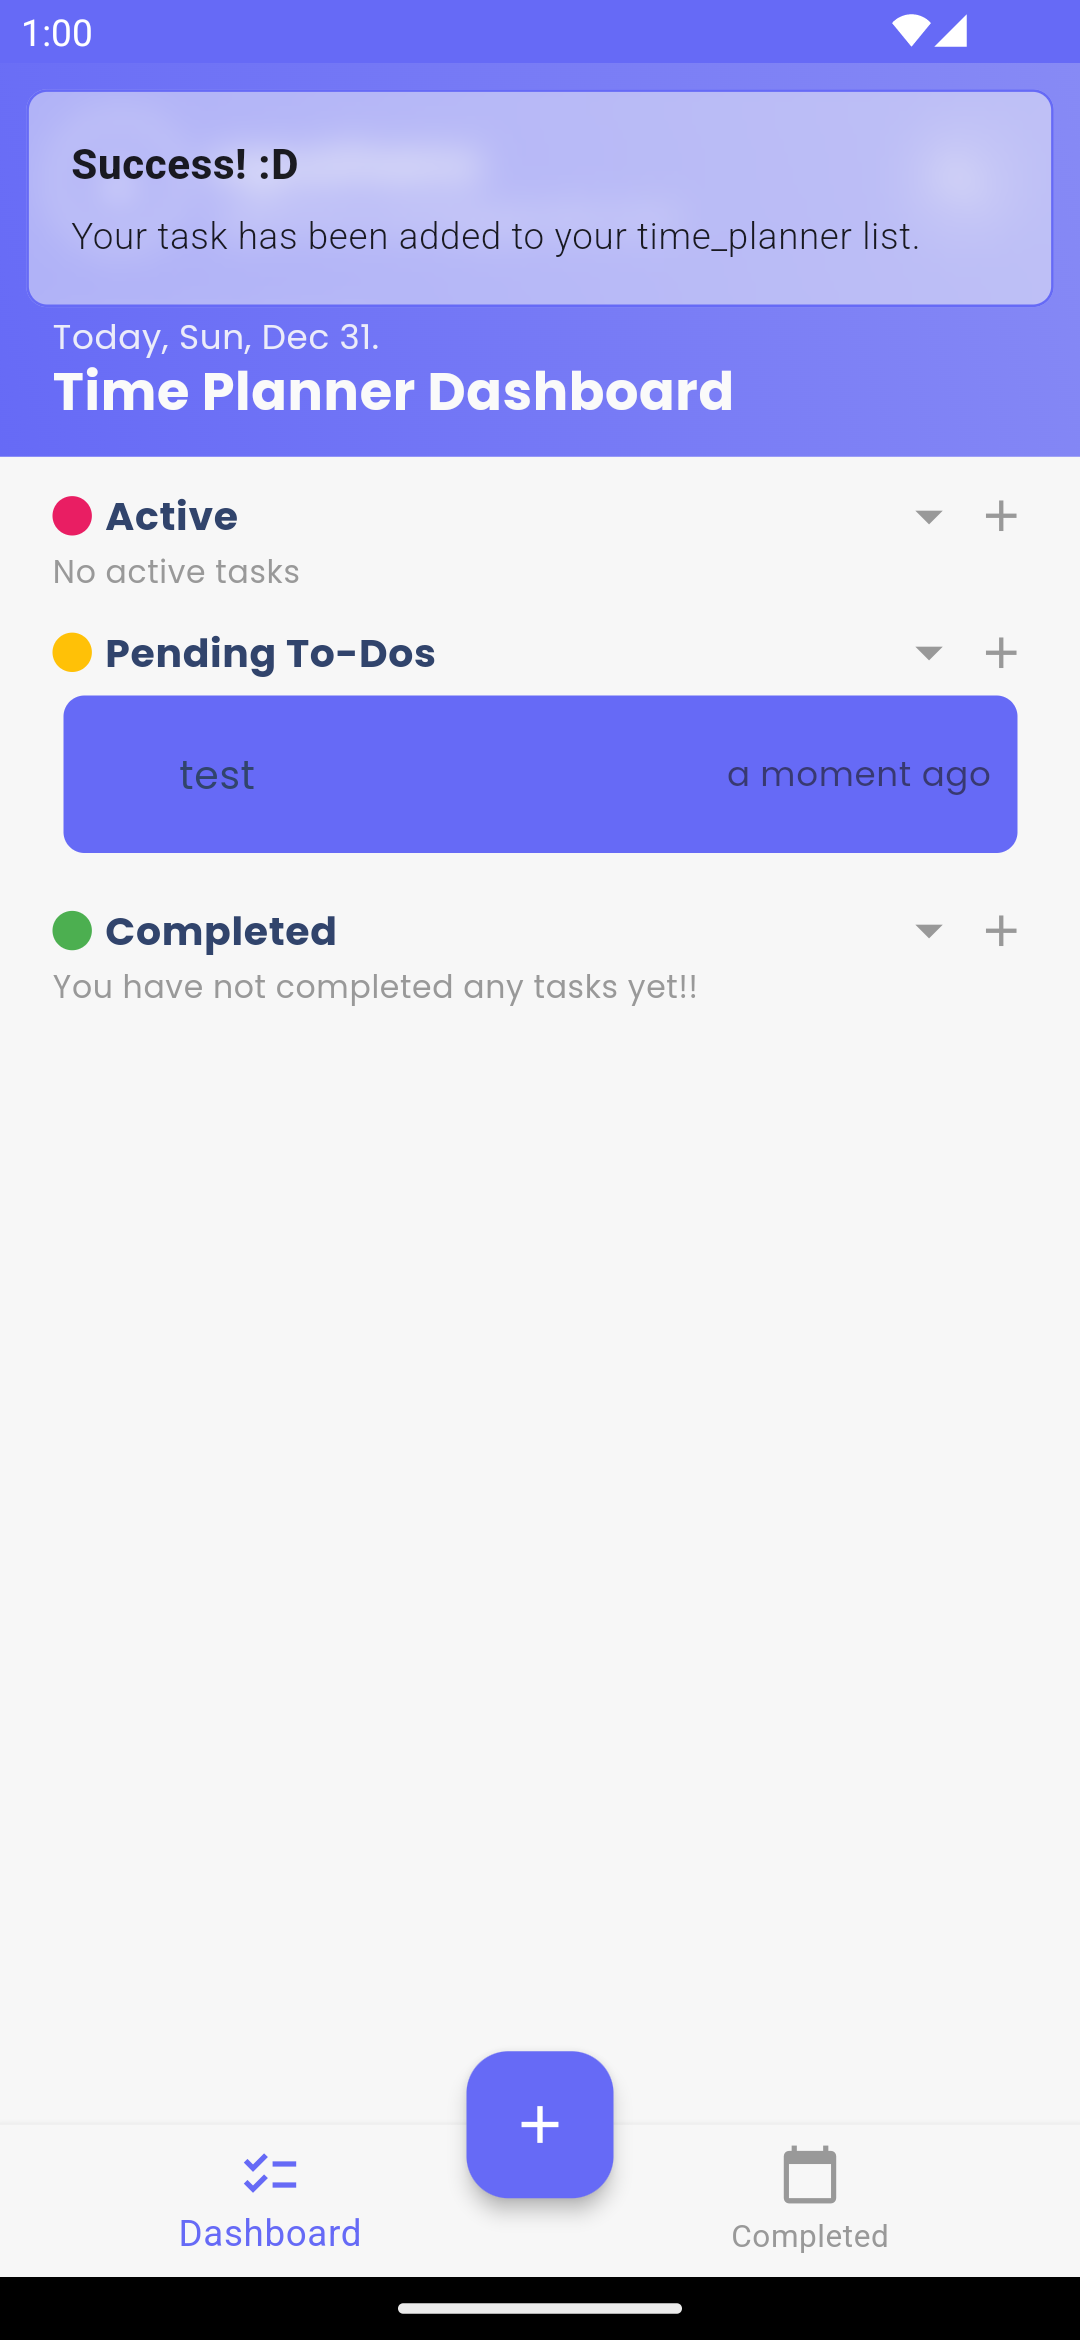 1:00
Success! :D
Your task has been added to your time_planner list.
Today, Sun, Dec 31.
Time Planner Dashboard
Active
No active tasks
Pending To-Dos
test
a moment ago
Completed
You have not completed any tasks yet!!
Dashboard
Completed